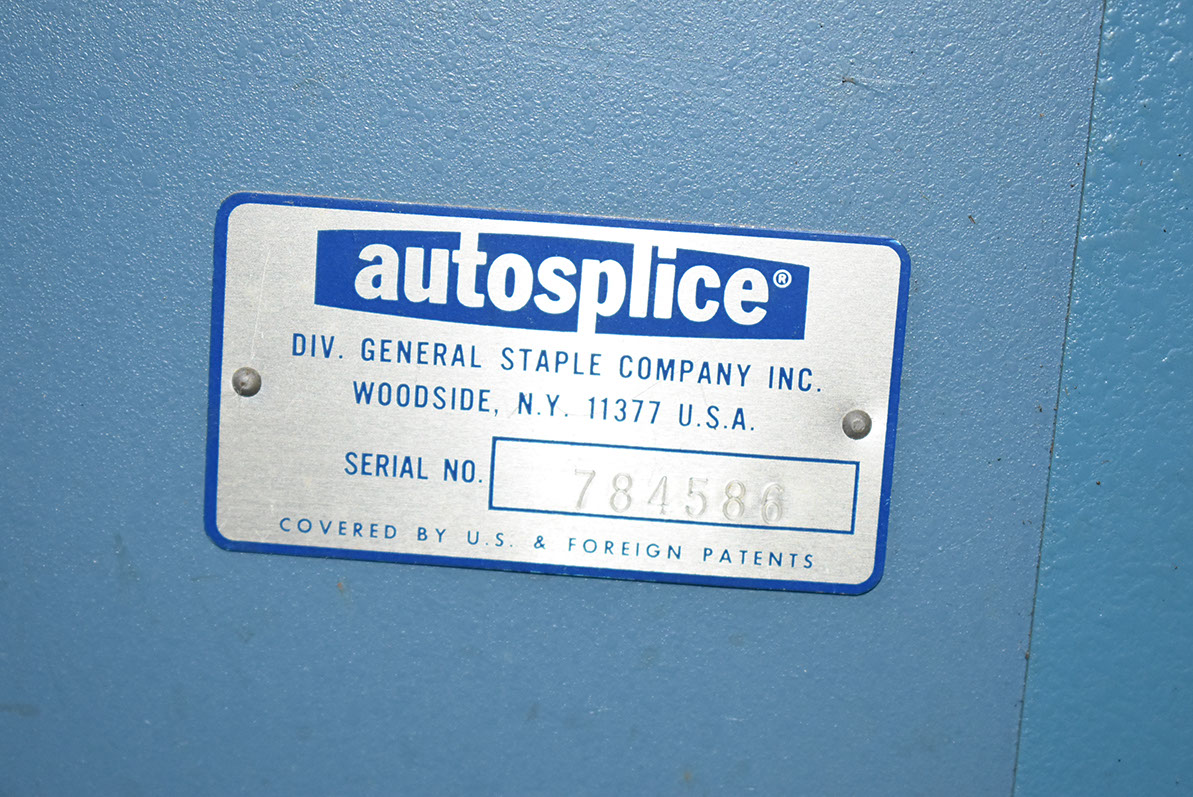 autosplice®
DIV. GENERAL STAPLE COMPANY INC.
WOODSIDE, N.Y. 11377 U.S.A.
SERIAL NO. 784586
COVERED BY U.S. & FOREIGN PATENTS